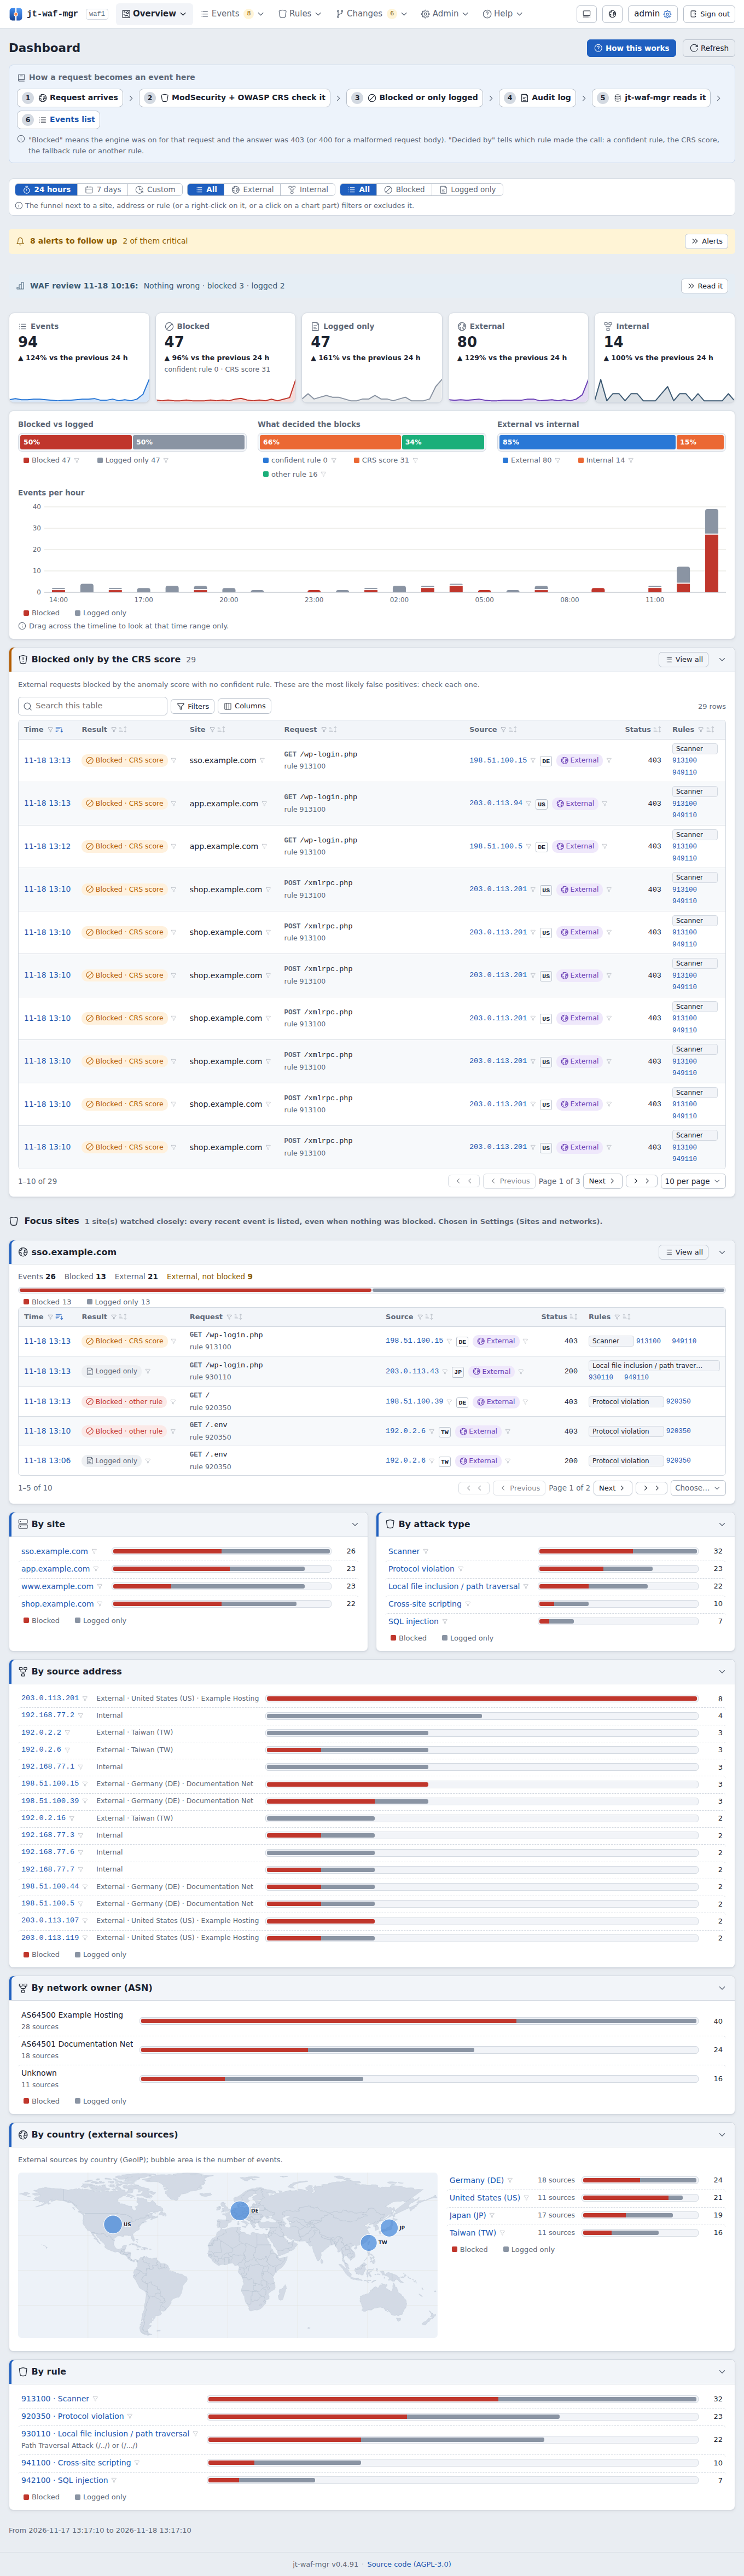 jt-waf-mgr waf1 Overview Events 8 Rules Changes 6 Admin Help admin Sign out
Dashboard How this works Refresh
How a request becomes an event here
1 Request arrives 2 ModSecurity + OWASP CRS check it 3 Blocked or only logged 4 Audit log 5 jt-waf-mgr reads it
6 Events list
"Blocked" means the engine was on for that request and the answer was 403 (or 400 for a malformed request body). "Decided by" tells which rule made the call: a confident rule, the CRS score,
the fallback rule or another rule.
24 hours 7 days Custom All External Internal All Blocked Logged only
The funnel next to a site, address or rule (or a right-click on it, or a click on a chart part) filters or excludes it.
8 alerts to follow up 2 of them critical Alerts
WAF review 11-18 10:16: Nothing wrong · blocked 3 · logged 2 Read it
Events Blocked Logged only External Internal
94 47 47 80 14
▲ 124% vs the previous 24 h ▲ 96% vs the previous 24 h ▲ 161% vs the previous 24 h ▲ 129% vs the previous 24 h ▲ 100% vs the previous 24 h
confident rule 0 · CRS score 31
Blocked vs logged What decided the blocks External vs internal
50% 50% 66% 34% 85% 15%
Blocked 47 Logged only 47 confident rule 0 CRS score 31 External 80 Internal 14
other rule 16
Events per hour
40
30
20
10
0
14:00 17:00 20:00 23:00 02:00 05:00 08:00 11:00
Blocked Logged only
Drag across the timeline to look at that time range only.
Blocked only by the CRS score 29 View all
External requests blocked by the anomaly score with no confident rule. These are the most likely false positives: check each one.
Search this table Filters Columns 29 rows
Time Result Site Request Source Status Rules
11-18 13:13 Blocked · CRS score sso.example.com GET /wp-login.php rule 913100 198.51.100.15 DE External 403 Scanner 913100 949110
11-18 13:13 Blocked · CRS score app.example.com GET /wp-login.php rule 913100 203.0.113.94 US External 403 Scanner 913100 949110
11-18 13:12 Blocked · CRS score app.example.com GET /wp-login.php rule 913100 198.51.100.5 DE External 403 Scanner 913100 949110
11-18 13:10 Blocked · CRS score shop.example.com POST /xmlrpc.php rule 913100 203.0.113.201 US External 403 Scanner 913100 949110
11-18 13:10 Blocked · CRS score shop.example.com POST /xmlrpc.php rule 913100 203.0.113.201 US External 403 Scanner 913100 949110
11-18 13:10 Blocked · CRS score shop.example.com POST /xmlrpc.php rule 913100 203.0.113.201 US External 403 Scanner 913100 949110
11-18 13:10 Blocked · CRS score shop.example.com POST /xmlrpc.php rule 913100 203.0.113.201 US External 403 Scanner 913100 949110
11-18 13:10 Blocked · CRS score shop.example.com POST /xmlrpc.php rule 913100 203.0.113.201 US External 403 Scanner 913100 949110
11-18 13:10 Blocked · CRS score shop.example.com POST /xmlrpc.php rule 913100 203.0.113.201 US External 403 Scanner 913100 949110
11-18 13:10 Blocked · CRS score shop.example.com POST /xmlrpc.php rule 913100 203.0.113.201 US External 403 Scanner 913100 949110
1–10 of 29 Previous Page 1 of 3 Next 10 per page
Focus sites 1 site(s) watched closely: every recent event is listed, even when nothing was blocked. Chosen in Settings (Sites and networks).
sso.example.com View all
Events 26 Blocked 13 External 21 External, not blocked 9
Blocked 13 Logged only 13
Time Result Request Source Status Rules
11-18 13:13 Blocked · CRS score GET /wp-login.php rule 913100 198.51.100.15 DE External 403 Scanner 913100 949110
11-18 13:13 Logged only GET /wp-login.php rule 930110 203.0.113.43 JP External 200 Local file inclusion / path traver… 930110 949110
11-18 13:13 Blocked · other rule GET / rule 920350 198.51.100.39 DE External 403 Protocol violation 920350
11-18 13:10 Blocked · other rule GET /.env rule 920350 192.0.2.6 TW External 403 Protocol violation 920350
11-18 13:06 Logged only GET /.env rule 920350 192.0.2.6 TW External 200 Protocol violation 920350
1–5 of 10 Previous Page 1 of 2 Next Choose...
By site
sso.example.com 26
app.example.com 23
www.example.com 23
shop.example.com 22
Blocked Logged only
By attack type
Scanner 32
Protocol violation 23
Local file inclusion / path traversal 22
Cross-site scripting 10
SQL injection 7
Blocked Logged only
By source address
203.0.113.201 External · United States (US) · Example Hosting 8
192.168.77.2 Internal 4
192.0.2.2 External · Taiwan (TW) 3
192.0.2.6 External · Taiwan (TW) 3
192.168.77.1 Internal 3
198.51.100.15 External · Germany (DE) · Documentation Net 3
198.51.100.39 External · Germany (DE) · Documentation Net 3
192.0.2.16 External · Taiwan (TW) 2
192.168.77.3 Internal 2
192.168.77.6 Internal 2
192.168.77.7 Internal 2
198.51.100.44 External · Germany (DE) · Documentation Net 2
198.51.100.5 External · Germany (DE) · Documentation Net 2
203.0.113.107 External · United States (US) · Example Hosting 2
203.0.113.119 External · United States (US) · Example Hosting 2
Blocked Logged only
By network owner (ASN)
AS64500 Example Hosting 40
28 sources
AS64501 Documentation Net 24
18 sources
Unknown 16
11 sources
Blocked Logged only
By country (external sources)
External sources by country (GeoIP); bubble area is the number of events.
US DE JP TW
Germany (DE) 18 sources 24
United States (US) 11 sources 21
Japan (JP) 17 sources 19
Taiwan (TW) 11 sources 16
Blocked Logged only
By rule
913100 · Scanner 32
920350 · Protocol violation 23
930110 · Local file inclusion / path traversal 22
Path Traversal Attack (/../) or (/.../)
941100 · Cross-site scripting 10
942100 · SQL injection 7
Blocked Logged only
From 2026-11-17 13:17:10 to 2026-11-18 13:17:10
jt-waf-mgr v0.4.91 · Source code (AGPL-3.0)